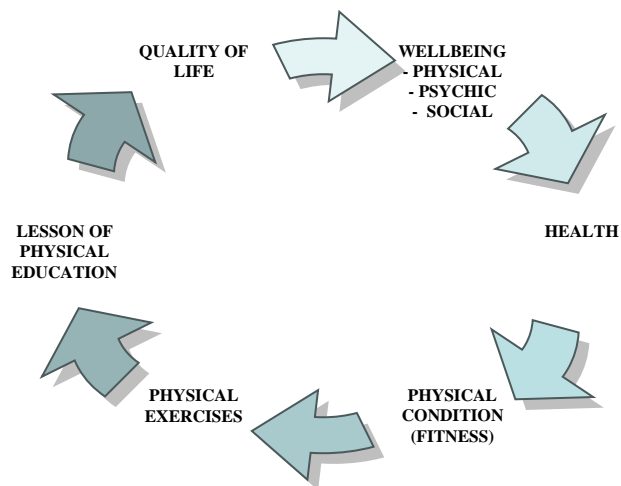 QUALITY OF
LIFE
WELLBEING
- PHYSICAL
- PSYCHIC
- SOCIAL
HEALTH
PHYSICAL
CONDITION
(FITNESS)
PHYSICAL
EXERCISES
LESSON OF
PHYSICAL
EDUCATION